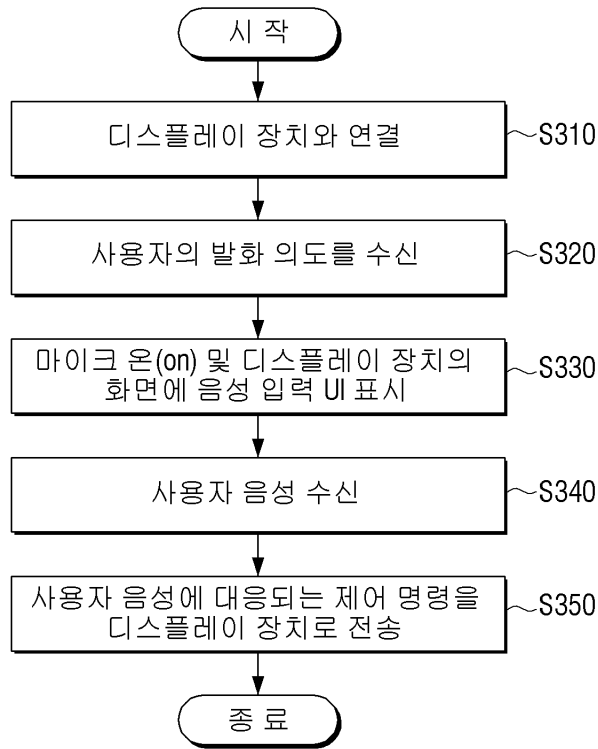 시 작
디스플레이 장치와 연결
S310
사용자의 발화 의도를 수신
S320
마이크 온(on) 및 디스플레이 장치의
화면에 음성 입력 UI 표시
S330
사용자 음성 수신
S340
사용자 음성에 대응되는 제어 명령을
디스플레이 장치로 전송
S350
종 료